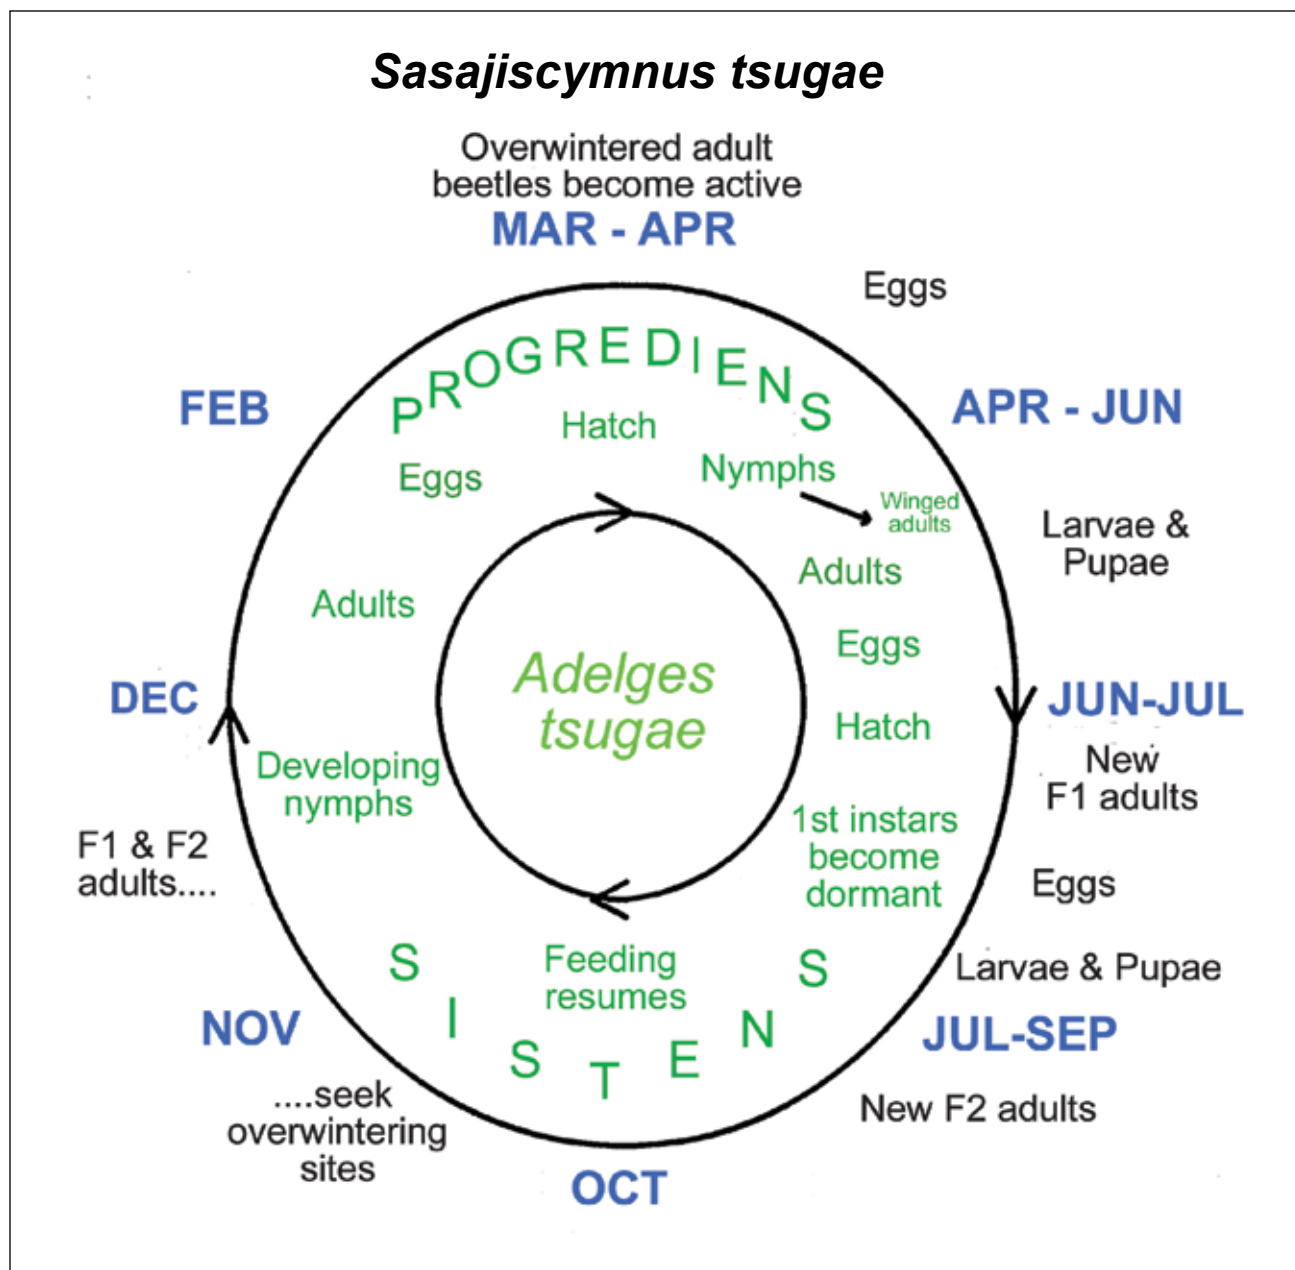 Sasajiscymnus tsugae
Overwintered adult
beetles become active
MAR - APR
Eggs
APR - JUN
Larvae &
Pupae
JUN-JUL
New
F1 adults
Eggs
Larvae & Pupae
JUL-SEP
New F2 adults
OCT
....seek
overwintering
sites
NOV
F1 & F2
adults....
DEC
FEB
PROGREDIENS
Eggs
Hatch
Nymphs
Winged
adults
Adults
Eggs
Hatch
1st instars
become
dormant
SISTENS
Feeding
resumes
Developing
nymphs
Adults
Adelges
tsugae